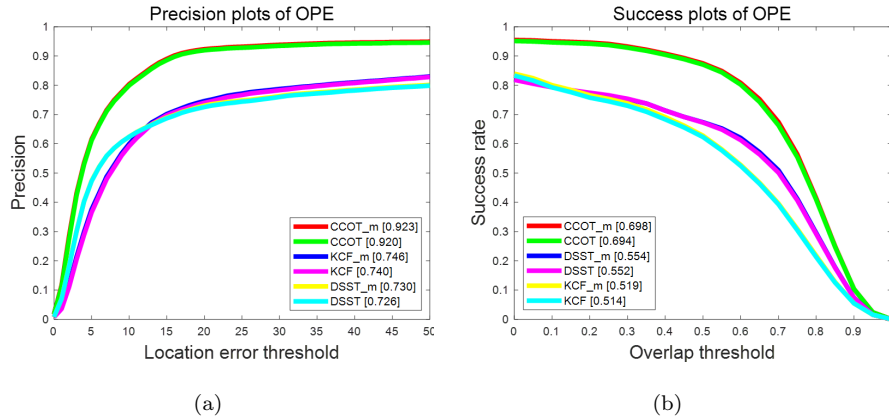 Precision plots of OPE
1
0.9
0.8
0.7
0.6
0.5
0.4
0.3
0.2
0.1
0
Precision
CCOT_m [0.923]
CCOT [0.920]
KCF_m [0.746]
KCF [0.740]
DSST_m [0.730]
DSST [0.726]
0 5 10 15 20 25 30 35 40 45 50
Location error threshold
(a)
Success plots of OPE
1
0.9
0.8
0.7
0.6
0.5
0.4
0.3
0.2
0.1
0
Success rate
CCOT_m [0.698]
CCOT [0.694]
DSST_m [0.554]
DSST [0.552]
KCF_m [0.519]
KCF [0.514]
0 0.1 0.2 0.3 0.4 0.5 0.6 0.7 0.8 0.9
Overlap threshold
(b)